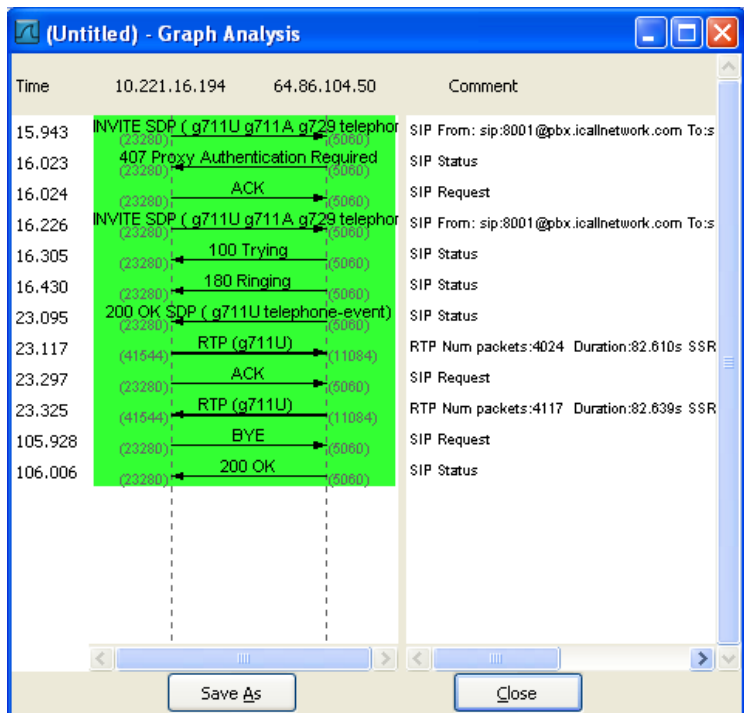 (Untitled) - Graph Analysis
Time 10.221.16.194 64.86.104.50 Comment
15.943 INVITE SDP ( g711U g711A g729 telephor SIP From: sip:8001@pbx.icallnetwork.com To:s
(23280) (5060)
16.023 407 Proxy Authentication Required SIP Status
(23280) (5060)
16.024 ACK SIP Request
(23280) (5060)
16.226 INVITE SDP ( g711U g711A g729 telephor SIP From: sip:8001@pbx.icallnetwork.com To:s
(23280) (5060)
16.305 100 Trying SIP Status
(23280) (5060)
16.430 180 Ringing SIP Status
(23280) (5060)
23.095 200 OK SDP ( g711U telephone-event) SIP Status
(23280) (5060)
23.117 RTP (g711U) RTP Num packets:4024 Duration:82.610s SSR
(41544) (11084)
23.297 ACK SIP Request
(23280) (5060)
23.325 RTP (g711U) RTP Num packets:4117 Duration:82.639s SSR
(41544) (11084)
105.928 BYE SIP Request
(23280) (5060)
106.006 200 OK SIP Status
(23280) (5060)
Save As Close